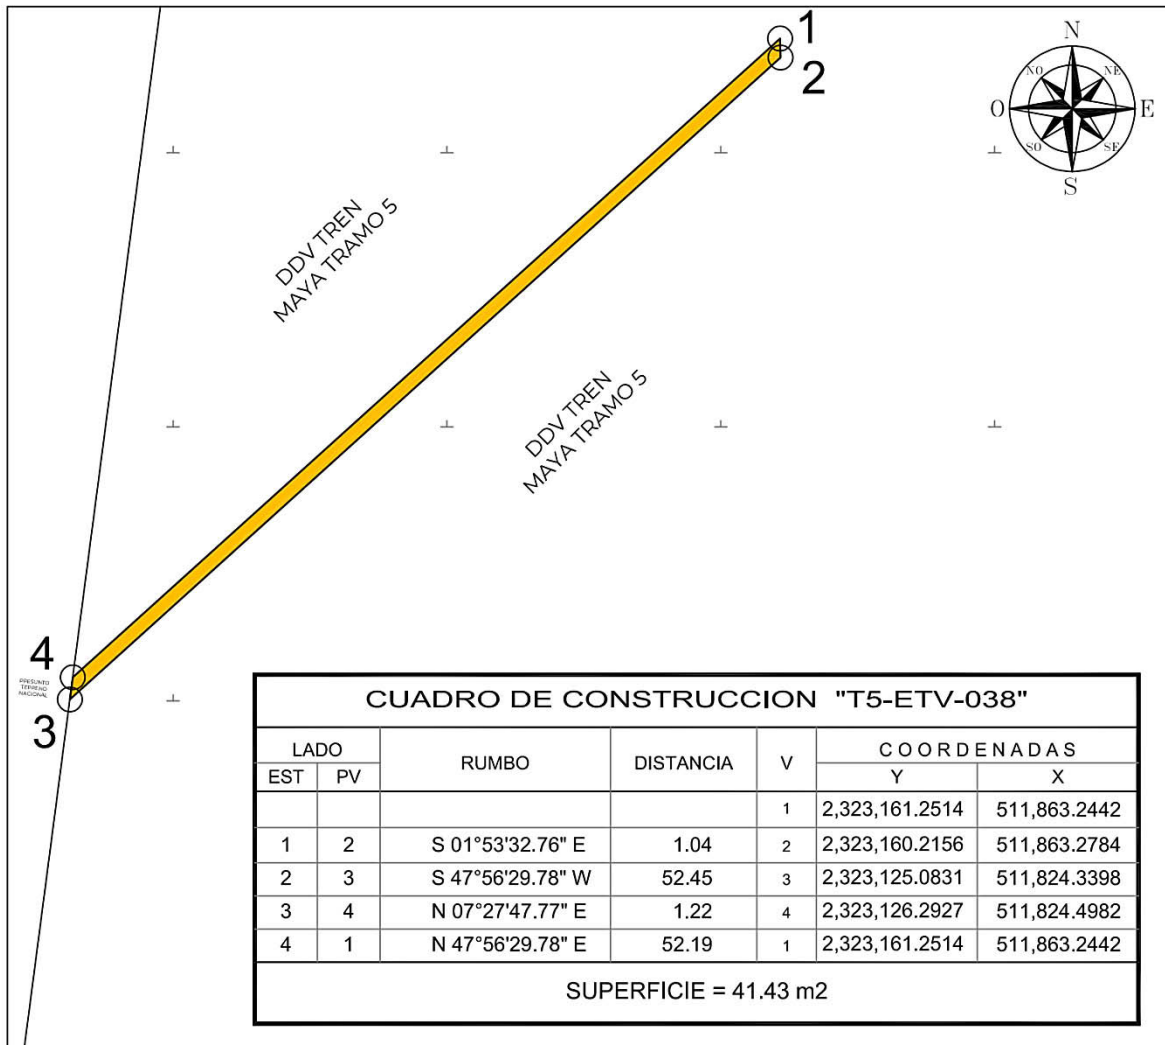 1
2
N
NO
NE
O
E
SO
SE
S
DDV TREN
MAYA TRAMO 5
DDV TREN
MAYA TRAMO 5
4
PRESUNTO
TERRENO
NACIONAL
3
CUADRO DE CONSTRUCCION "T5-ETV-038"
LADO RUMBO DISTANCIA V COORDENADAS
EST PV Y X
1 2,323,161.2514 511,863.2442
1 2 S 01°53'32.76" E 1.04 2 2,323,160.2156 511,863.2784
2 3 S 47°56'29.78" W 52.45 3 2,323,125.0831 511,824.3398
3 4 N 07°27'47.77" E 1.22 4 2,323,126.2927 511,824.4982
4 1 N 47°56'29.78" E 52.19 1 2,323,161.2514 511,863.2442
SUPERFICIE = 41.43 m2